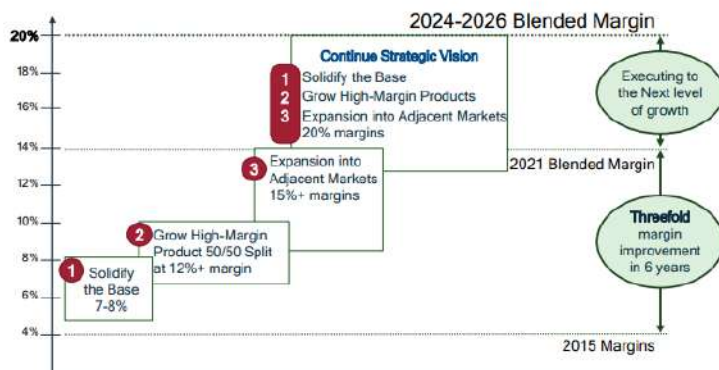 2024-2026 Blended Margin
20%
18%
16%
14%
12%
10%
8%
6%
4%
Continue Strategic Vision
1 Solidify the Base
2 Grow High-Margin Products
3 Expansion into Adjacent Markets
20% margins
Executing to
the Next level
of growth
2021 Blended Margin
3 Expansion into
Adjacent Markets
15%+ margins
2 Grow High-Margin
Product 50/50 Split
at 12%+ margin
1 Solidify
the Base
7-8%
Threefold
margin
improvement
in 6 years
2015 Margins